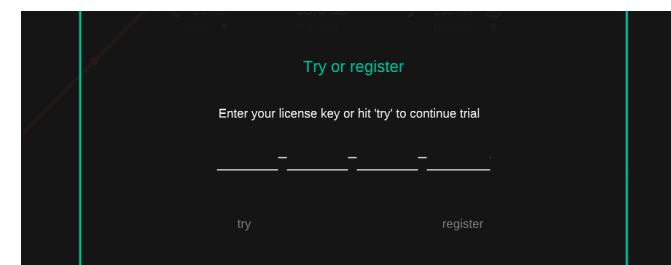 Try or register
Enter your license key or hit 'try' to continue trial
– – –
try register